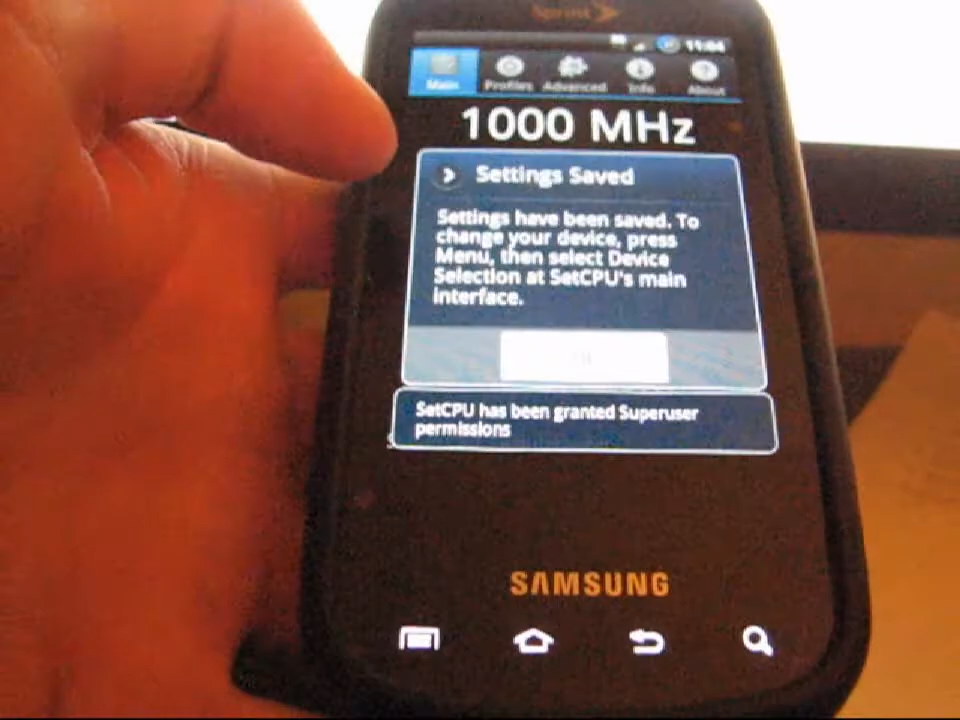 Sprint
11:04
Main Profiles Advanced Info About
1000 MHz
Settings Saved
Settings have been saved. To
change your device, press
Menu, then select Device
Selection at SetCPU's main
interface.
SetCPU has been granted Superuser
permissions
SAMSUNG